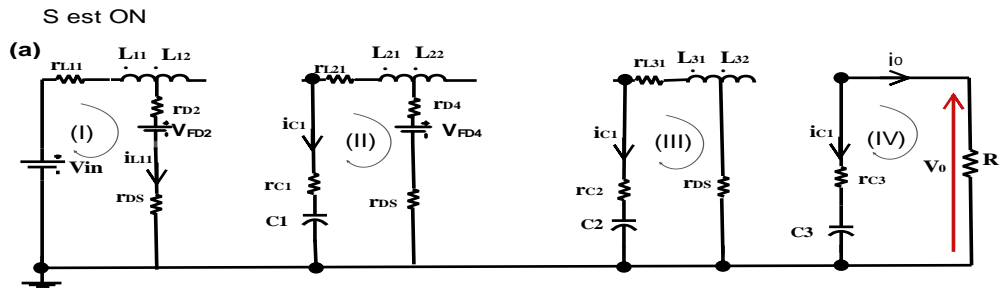 S est ON
(a)
rL11 L11 L12
rD2
VFD2
(I)
Vin
iL11
rDS
rL21 L21 L22
rD4
VFD4
iC1
(II)
rC1
rDS
C1
rL31 L31 L32
iC1
(III)
rC2
rDS
C2
io
iC1
(IV)
rC3
V0
R
C3